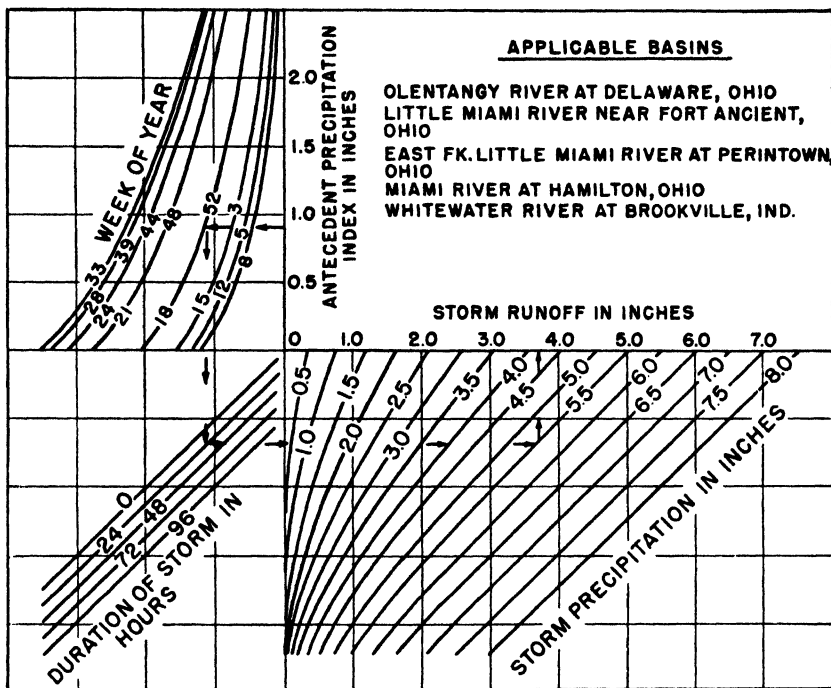 APPLICABLE BASINS
OLENTANGY RIVER AT DELAWARE, OHIO
LITTLE MIAMI RIVER NEAR FORT ANCIENT,
OHIO
EAST FK. LITTLE MIAMI RIVER AT PERINTOWN,
OHIO
MIAMI RIVER AT HAMILTON, OHIO
WHITEWATER RIVER AT BROOKVILLE, IND.
WEEK OF YEAR
33
28
39
24
44
21
48
18
52
15
3
12
5
8
ANTECEDENT PRECIPITATION
INDEX IN INCHES
2.0
1.5
1.0
0.5
STORM RUNOFF IN INCHES
0 1.0 2.0 3.0 4.0 5.0 6.0 7.0
0.5
1.0
1.5
2.0
2.5
3.0
3.5
4.0
4.5
5.0
5.5
6.0
6.5
7.0
7.5
8.0
STORM PRECIPITATION IN INCHES
0
24
48
72
96
DURATION OF STORM IN
HOURS